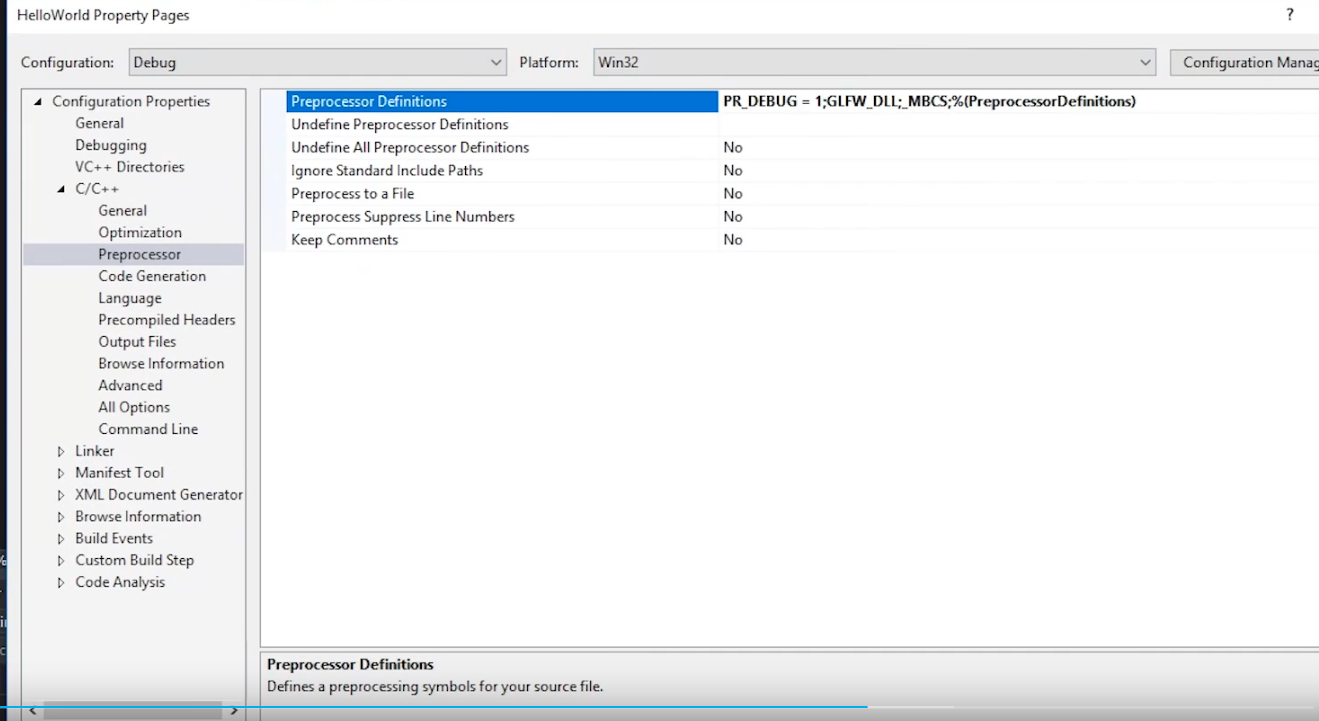 HelloWorld Property Pages
?
Configuration: Debug Platform: Win32 Configuration Manag
Configuration Properties
General
Debugging
VC++ Directories
C/C++
General
Optimization
Preprocessor
Code Generation
Language
Precompiled Headers
Output Files
Browse Information
Advanced
All Options
Command Line
Linker
Manifest Tool
XML Document Generator
Browse Information
Build Events
Custom Build Step
Code Analysis
Preprocessor Definitions PR_DEBUG = 1;GLFW_DLL;_MBCS;%(PreprocessorDefinitions)
Undefine Preprocessor Definitions
Undefine All Preprocessor Definitions No
Ignore Standard Include Paths No
Preprocess to a File No
Preprocess Suppress Line Numbers No
Keep Comments No
Preprocessor Definitions
Defines a preprocessing symbols for your source file.